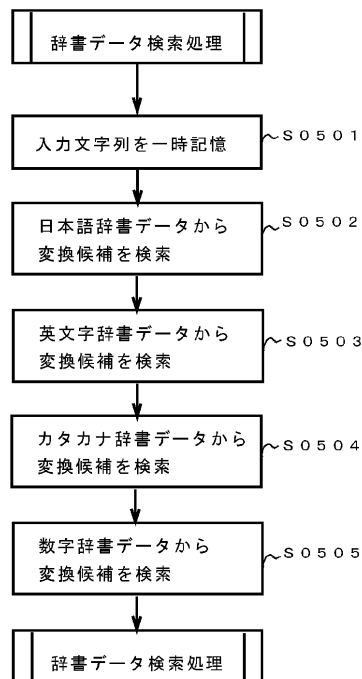 辞書データ検索処理
入力文字列を一時記憶
S0501
日本語辞書データから
変換候補を検索
S0502
英文字辞書データから
変換候補を検索
S0503
カタカナ辞書データから
変換候補を検索
S0504
数字辞書データから
変換候補を検索
S0505
辞書データ検索処理